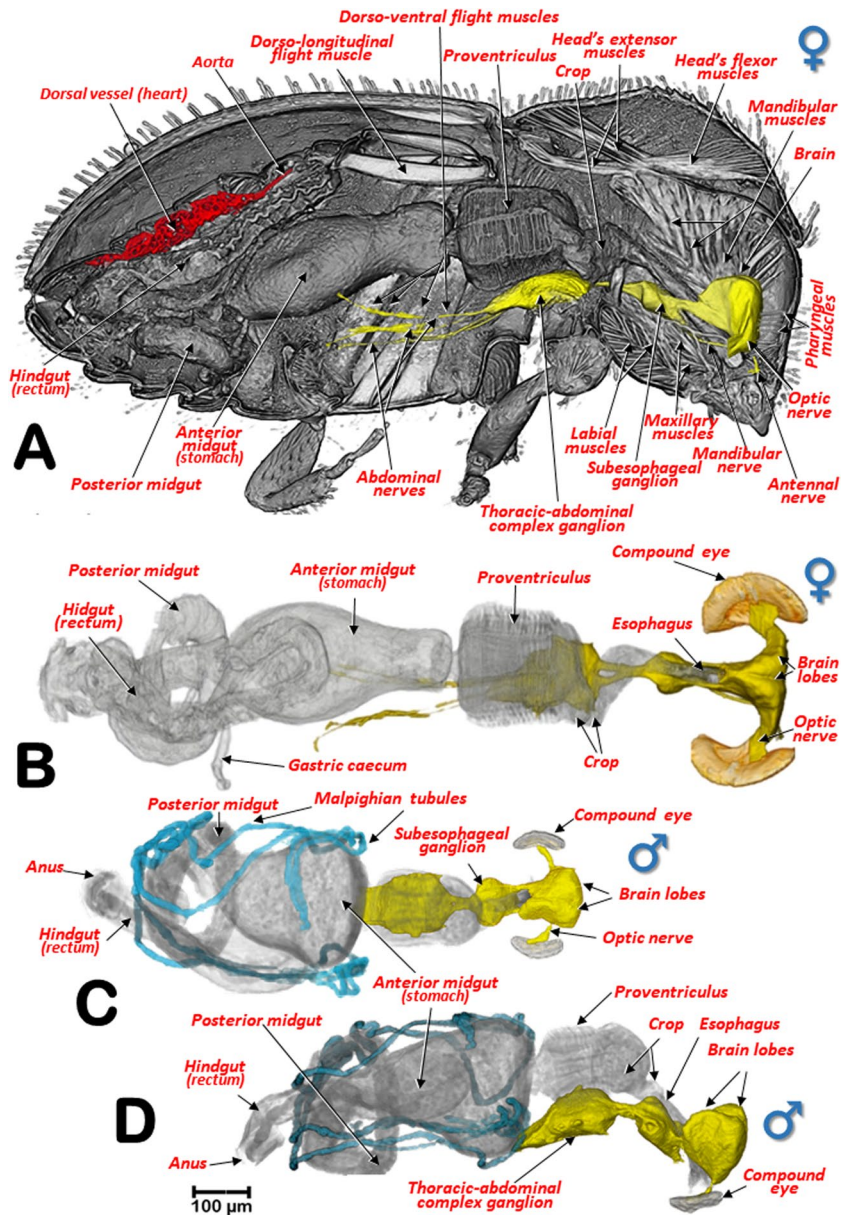 Dorso-ventral flight muscles
Dorso-longitudinal
flight muscle
Proventriculus
Head's extensor
muscles
Crop
Head's flexor
muscles
♀
Aorta
Dorsal vessel (heart)
Mandibular
muscles
Brain
Pharyngeal
muscles
Hindgut
(rectum)
Optic
nerve
Anterior
midgut
(stomach)
Labial
muscles
Maxillary
muscles
Mandibular
nerve
Subesophageal
ganglion
Antennal
nerve
A
Posterior midgut
Abdominal
nerves
Thoracic-abdominal
complex ganglion
Compound eye
♀
Posterior midgut
Anterior midgut
(stomach)
Proventriculus
Hidgut
(rectum)
Esophagus
Brain
lobes
Optic
nerve
B
Gastric caecum
Crop
Posterior midgut
Malpighian tubules
Subesophageal
ganglion
Compound eye
♂
Anus
Brain lobes
Hindgut
(rectum)
Optic nerve
C
Anterior midgut
(stomach)
Proventriculus
Posterior midgut
Crop
Esophagus
Brain lobes
Hindgut
(rectum)
D
♂
Anus
Thoracic-abdominal
complex ganglion
Compound
eye
100 µm